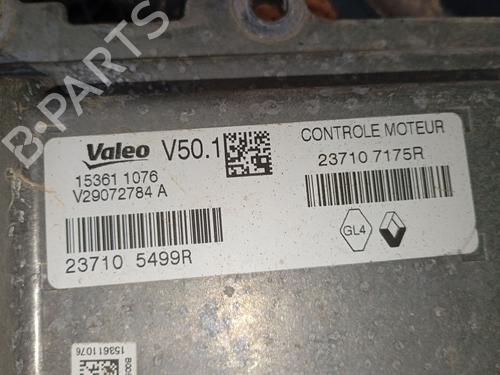 Valeo V50.1
15361 1076
V29072784 A
23710 5499R
CONTROLE MOTEUR
23710 7175R
GL4
153611076
B-PARTS